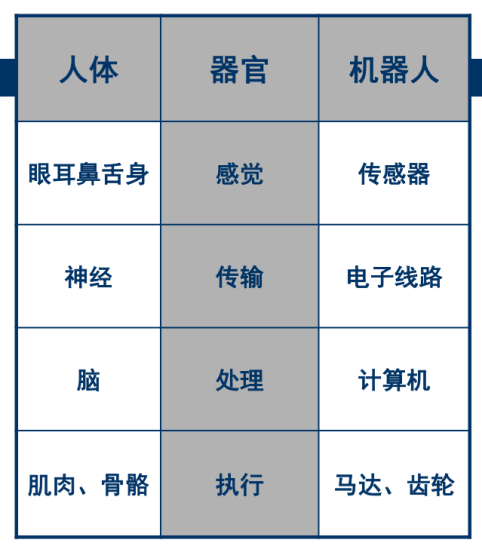 人体 器官 机器人
眼耳鼻舌身 感觉 传感器
神经 传输 电子线路
脑 处理 计算机
肌肉、骨骼 执行 马达、齿轮